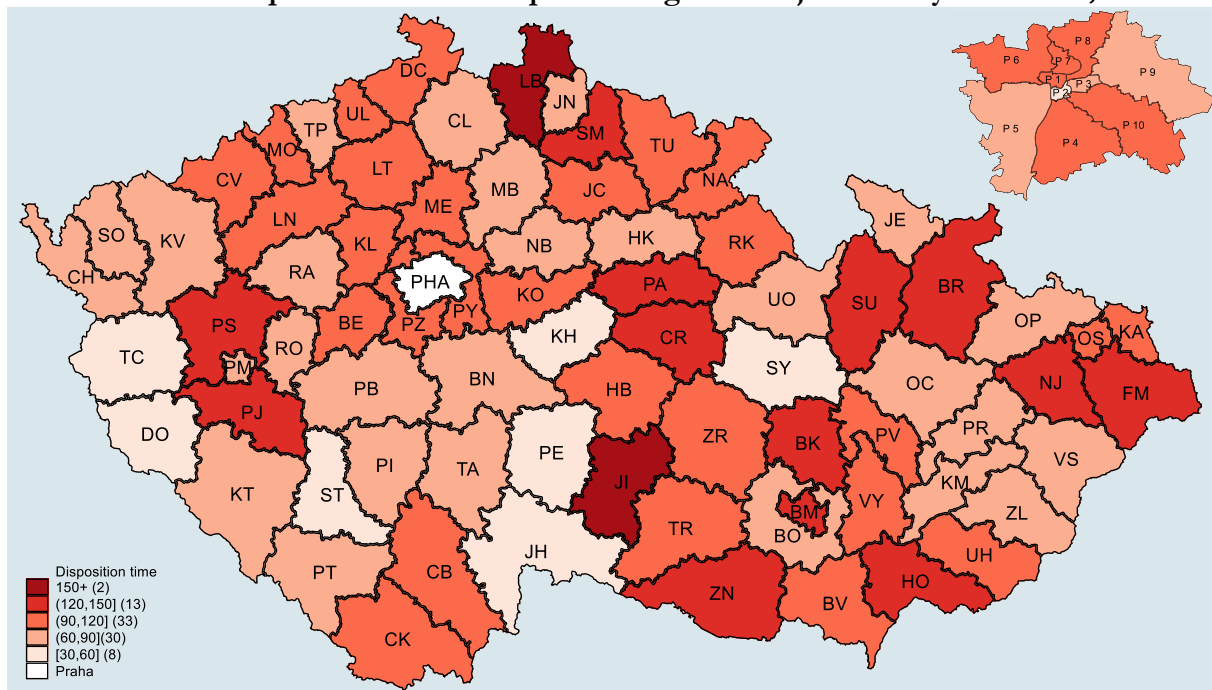 DC
LB
JN
P 8
P 6
P 7
P 9
P 1
P 3
P 2
P 5
P 10
P 4
UL
TP
CL
SM
TU
MO
LT
CV
MB
JC
NA
ME
LN
KL
SO
KV
NB
HK
RK
JE
CH
RA
PHA
KO
PA
UO
SU
BR
PS
BE
PZ
PY
OP
OS
KA
TC
PM
RO
KH
CR
SY
PB
BN
HB
OC
NJ
FM
PJ
DO
ZR
PV
PR
BK
VS
KT
ST
PI
TA
PE
JI
KM
VY
BM
ZL
TR
BO
JH
UH
PT
CB
ZN
HO
BV
CK
Disposition time
150+ (2)
(120,150] (13)
(90,120] (33)
(60,90](30)
[30,60] (8)
Praha